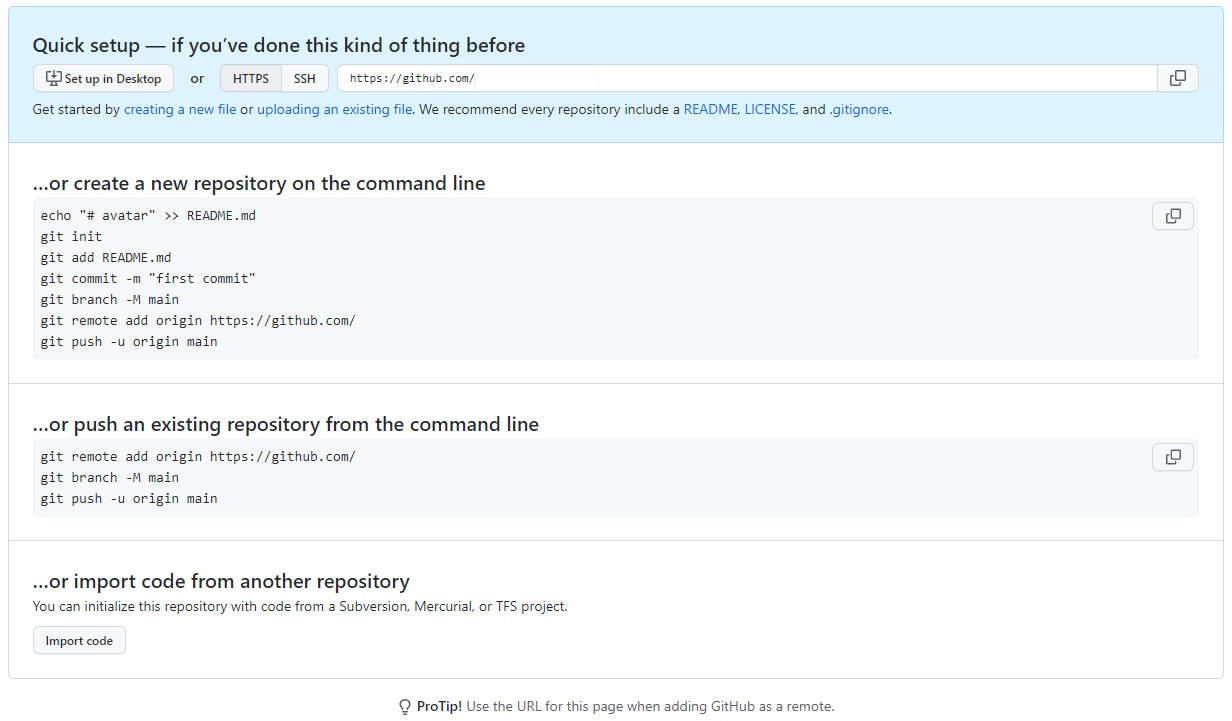 Quick setup — if you’ve done this kind of thing before
Set up in Desktop or HTTPS SSH https://github.com/
Get started by creating a new file or uploading an existing file. We recommend every repository include a README, LICENSE, and .gitignore.
…or create a new repository on the command line
echo "# avatar" >> README.md
git init
git add README.md
git commit -m "first commit"
git branch -M main
git remote add origin https://github.com/
git push -u origin main
…or push an existing repository from the command line
git remote add origin https://github.com/
git branch -M main
git push -u origin main
…or import code from another repository
You can initialize this repository with code from a Subversion, Mercurial, or TFS project.
Import code
ProTip! Use the URL for this page when adding GitHub as a remote.